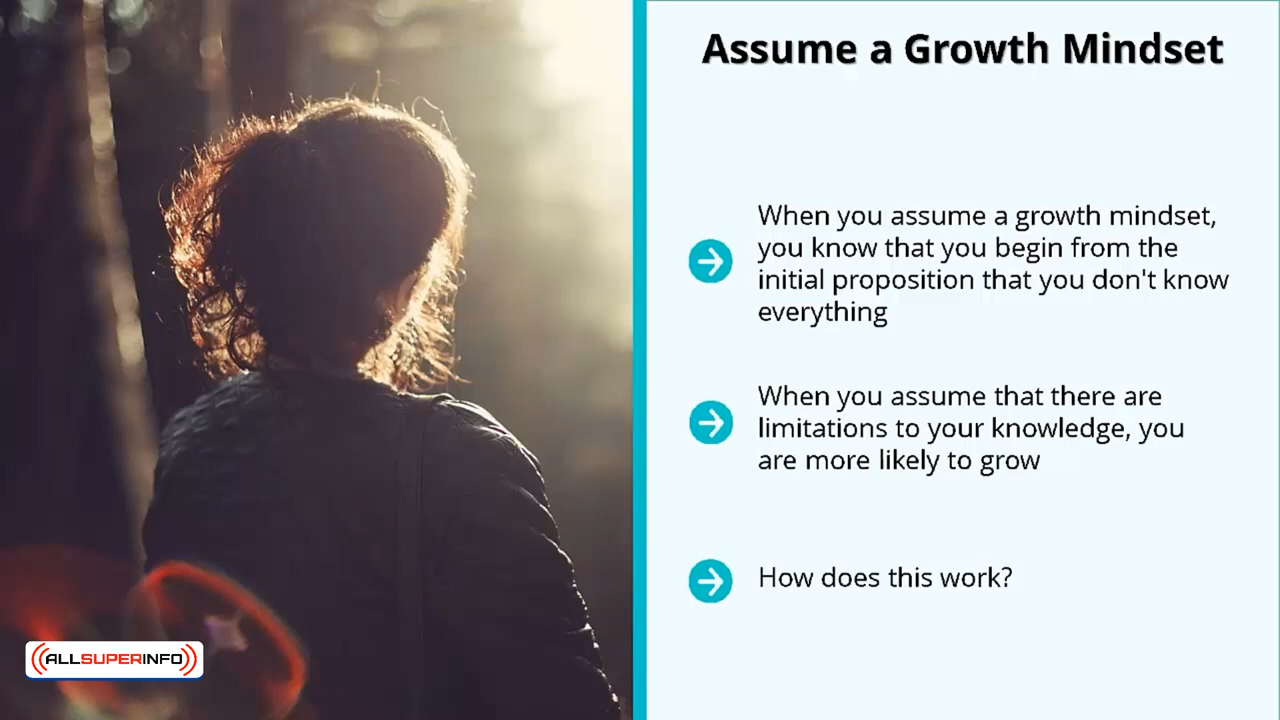 Assume a Growth Mindset
When you assume a growth mindset,
you know that you begin from the
initial proposition that you don't know
everything
When you assume that there are
limitations to your knowledge, you
are more likely to grow
How does this work?
((ALLSUPERINFO))